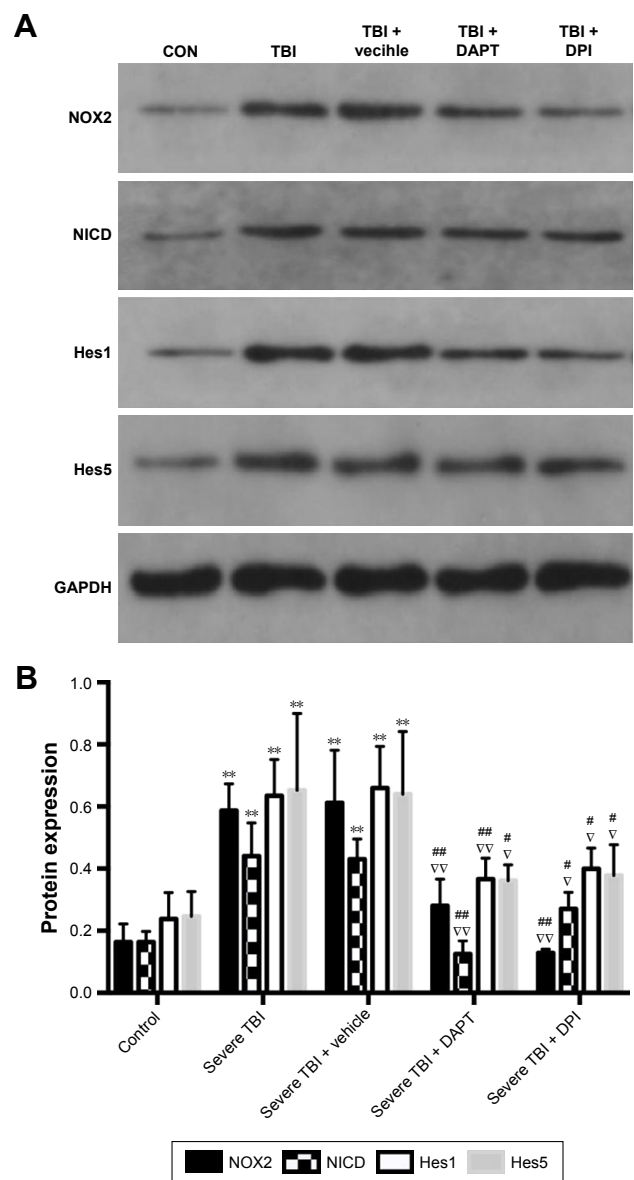 A
CON TBI TBI + vecihle TBI + DAPT TBI + DPI
NOX2
NICD
Hes1
Hes5
GAPDH
B
Protein expression
1.0
0.8
0.6
0.4
0.2
0.0
** ** ** **
** ** ** **
## ∇∇ ## ∇∇ ## ∇∇ # ∇
## ∇∇ # ∇ # ∇ # ∇
Control
Severe TBI
Severe TBI + vehicle
Severe TBI + DAPT
Severe TBI + DPI
NOX2 NICD Hes1 Hes5